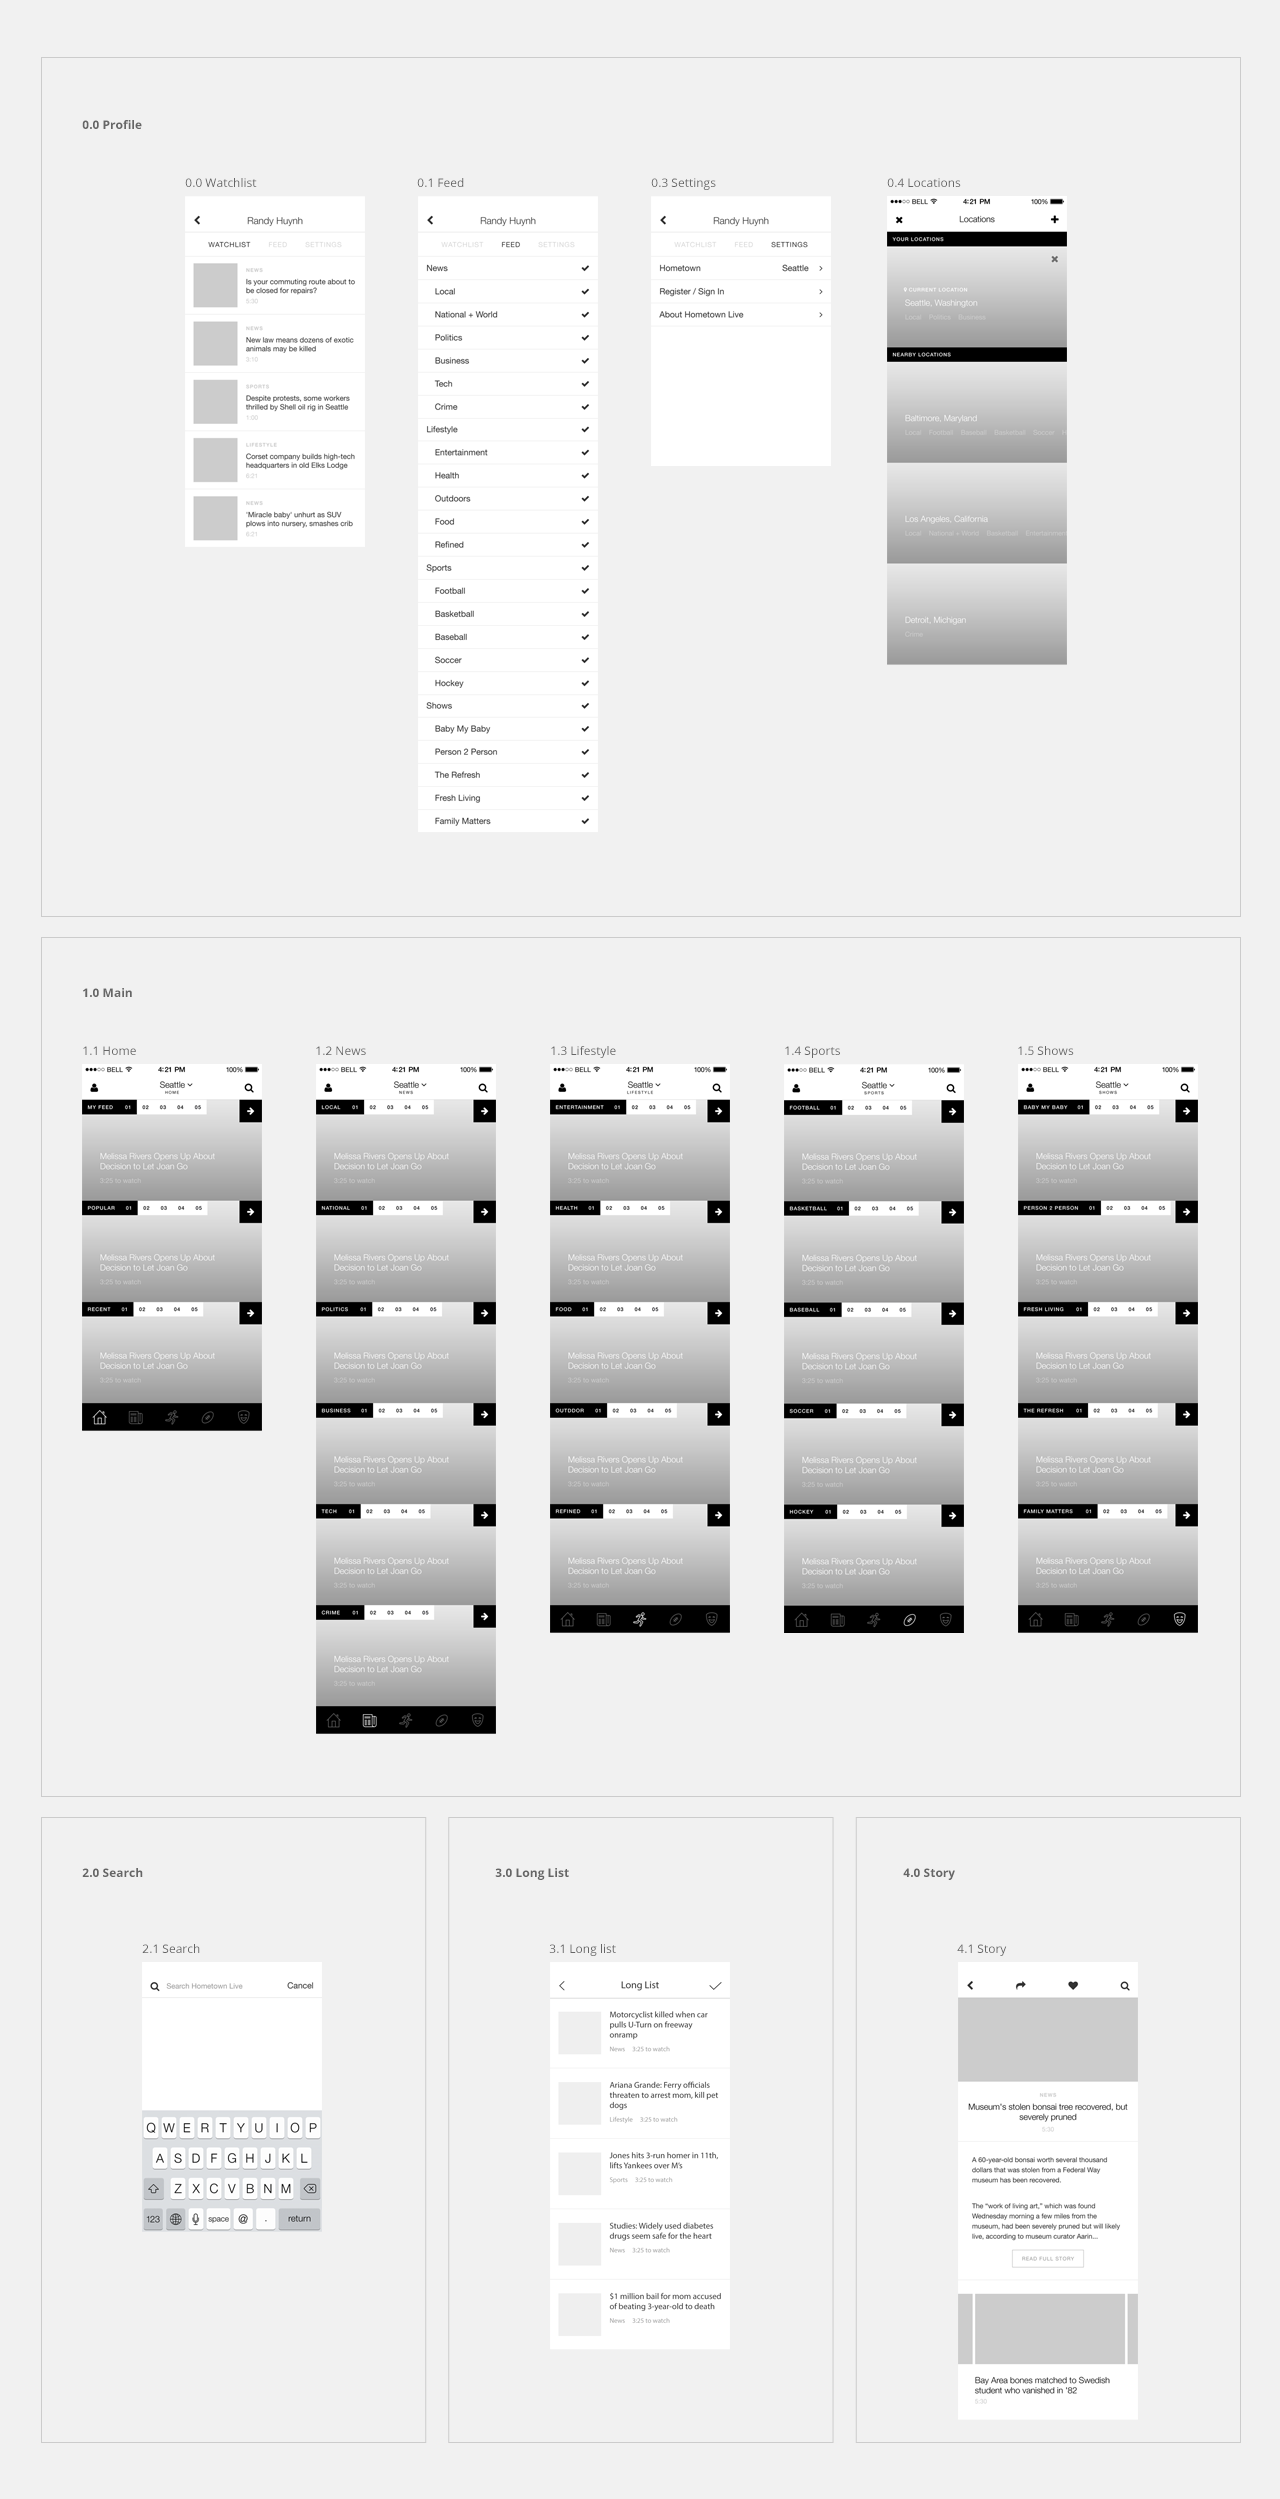 0.0 Profile
0.0 Watchlist
Randy Huynh
WATCHLIST FEED SETTINGS
NEWS
Is your commuting route about to
be closed for repairs?
5:30
NEWS
New law means dozens of exotic
animals may be killed
3:10
SPORTS
Despite protests, some workers
thrilled by Shell oil rig in Seattle
1:00
LIFESTYLE
Corset company builds high-tech
headquarters in old Elks Lodge
6:21
NEWS
'Miracle baby' unhurt as SUV
plows into nursery, smashes crib
6:21
0.1 Feed
Randy Huynh
WATCHLIST FEED SETTINGS
News
Local
National + World
Politics
Business
Tech
Crime
Lifestyle
Entertainment
Health
Outdoors
Food
Refined
Sports
Football
Basketball
Baseball
Soccer
Hockey
Shows
Baby My Baby
Person 2 Person
The Refresh
Fresh Living
Family Matters
0.3 Settings
Randy Huynh
WATCHLIST FEED SETTINGS
Hometown Seattle
Register / Sign In
About Hometown Live
0.4 Locations
BELL 4:21 PM 100%
Locations
YOUR LOCATIONS
CURRENT LOCATION
Seattle, Washington
Local Politics Business
NEARBY LOCATIONS
Baltimore, Maryland
Local Football Baseball Basketball Soccer
Los Angeles, California
Local National + World Basketball Entertainment
Detroit, Michigan
Crime
1.0 Main
1.1 Home
BELL 4:21 PM 100%
Seattle
HOME
MY FEED 01 02 03 04 05
Melissa Rivers Opens Up About
Decision to Let Joan Go
3:25 to watch
POPULAR 01 02 03 04 05
Melissa Rivers Opens Up About
Decision to Let Joan Go
3:25 to watch
RECENT 01 02 03 04 05
Melissa Rivers Opens Up About
Decision to Let Joan Go
3:25 to watch
1.2 News
BELL 4:21 PM 100%
Seattle
NEWS
LOCAL 01 02 03 04 05
Melissa Rivers Opens Up About
Decision to Let Joan Go
3:25 to watch
NATIONAL 01 02 03 04 05
Melissa Rivers Opens Up About
Decision to Let Joan Go
3:25 to watch
POLITICS 01 02 03 04 05
Melissa Rivers Opens Up About
Decision to Let Joan Go
3:25 to watch
BUSINESS 01 02 03 04 05
Melissa Rivers Opens Up About
Decision to Let Joan Go
3:25 to watch
TECH 01 02 03 04 05
Melissa Rivers Opens Up About
Decision to Let Joan Go
3:25 to watch
CRIME 01 02 03 04 05
Melissa Rivers Opens Up About
Decision to Let Joan Go
3:25 to watch
1.3 Lifestyle
BELL 4:21 PM 100%
Seattle
LIFESTYLE
ENTERTAINMENT 01 02 03 04 05
Melissa Rivers Opens Up About
Decision to Let Joan Go
3:25 to watch
HEALTH 01 02 03 04 05
Melissa Rivers Opens Up About
Decision to Let Joan Go
3:25 to watch
FOOD 01 02 03 04 05
Melissa Rivers Opens Up About
Decision to Let Joan Go
3:25 to watch
OUTDOOR 01 02 03 04 05
Melissa Rivers Opens Up About
Decision to Let Joan Go
3:25 to watch
REFINED 01 02 03 04 05
Melissa Rivers Opens Up About
Decision to Let Joan Go
3:25 to watch
1.4 Sports
BELL 4:21 PM 100%
Seattle
SPORTS
FOOTBALL 01 02 03 04 05
Melissa Rivers Opens Up About
Decision to Let Joan Go
3:25 to watch
BASKETBALL 01 02 03 04 05
Melissa Rivers Opens Up About
Decision to Let Joan Go
3:25 to watch
BASEBALL 01 02 03 04 05
Melissa Rivers Opens Up About
Decision to Let Joan Go
3:25 to watch
SOCCER 01 02 03 04 05
Melissa Rivers Opens Up About
Decision to Let Joan Go
3:25 to watch
HOCKEY 01 02 03 04 05
Melissa Rivers Opens Up About
Decision to Let Joan Go
3:25 to watch
1.5 Shows
BELL 4:21 PM 100%
Seattle
SHOWS
BABY MY BABY 01 02 03 04 05
Melissa Rivers Opens Up About
Decision to Let Joan Go
3:25 to watch
PERSON 2 PERSON 01 02 03 04 05
Melissa Rivers Opens Up About
Decision to Let Joan Go
3:25 to watch
FRESH LIVING 01 02 03 04 05
Melissa Rivers Opens Up About
Decision to Let Joan Go
3:25 to watch
THE REFRESH 01 02 03 04 05
Melissa Rivers Opens Up About
Decision to Let Joan Go
3:25 to watch
FAMILY MATTERS 01 02 03 04 05
Melissa Rivers Opens Up About
Decision to Let Joan Go
3:25 to watch
2.0 Search
2.1 Search
Search Hometown Live Cancel
Q W E R T Y U I O P
A S D F G H J K L
Z X C V B N M
123 space @ . return
3.0 Long List
3.1 Long list
Long List
Motorcyclist killed when car
pulls U-Turn on freeway
onramp
News 3:25 to watch
Ariana Grande: Ferry officials
threaten to arrest mom, kill pet
dogs
Lifestyle 3:25 to watch
Jones hits 3-run homer in 11th,
lifts Yankees over M's
Sports 3:25 to watch
Studies: Widely used diabetes
drugs seem safe for the heart
News 3:25 to watch
$1 million bail for mom accused
of beating 3-year-old to death
News 3:25 to watch
4.0 Story
4.1 Story
NEWS
Museum's stolen bonsai tree recovered, but
severely pruned
5:30
A 60-year-old bonsai worth several thousand
dollars that was stolen from a Federal Way
museum has been recovered.
The "work of living art," which was found
Wednesday morning a few miles from the
museum, had been severely pruned but will likely
live, according to museum curator Aarin...
READ FULL STORY
Bay Area bones matched to Swedish
student who vanished in '82
5:30